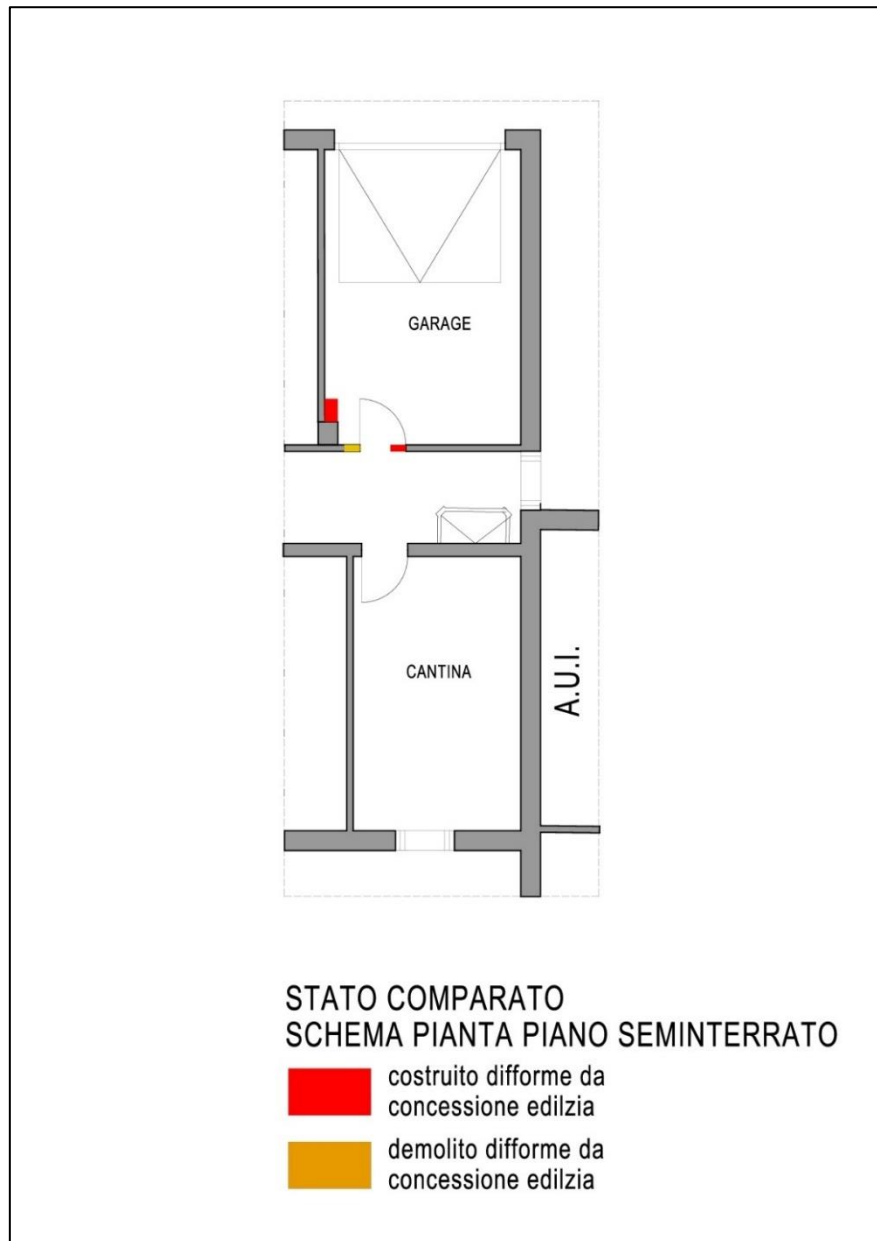 GARAGE
CANTINA
A.U.I.
STATO COMPARATO
SCHEMA PIANTA PIANO SEMINTERRATO
costruito difforme da
concessione edilzia
demolito difforme da
concessione edilzia